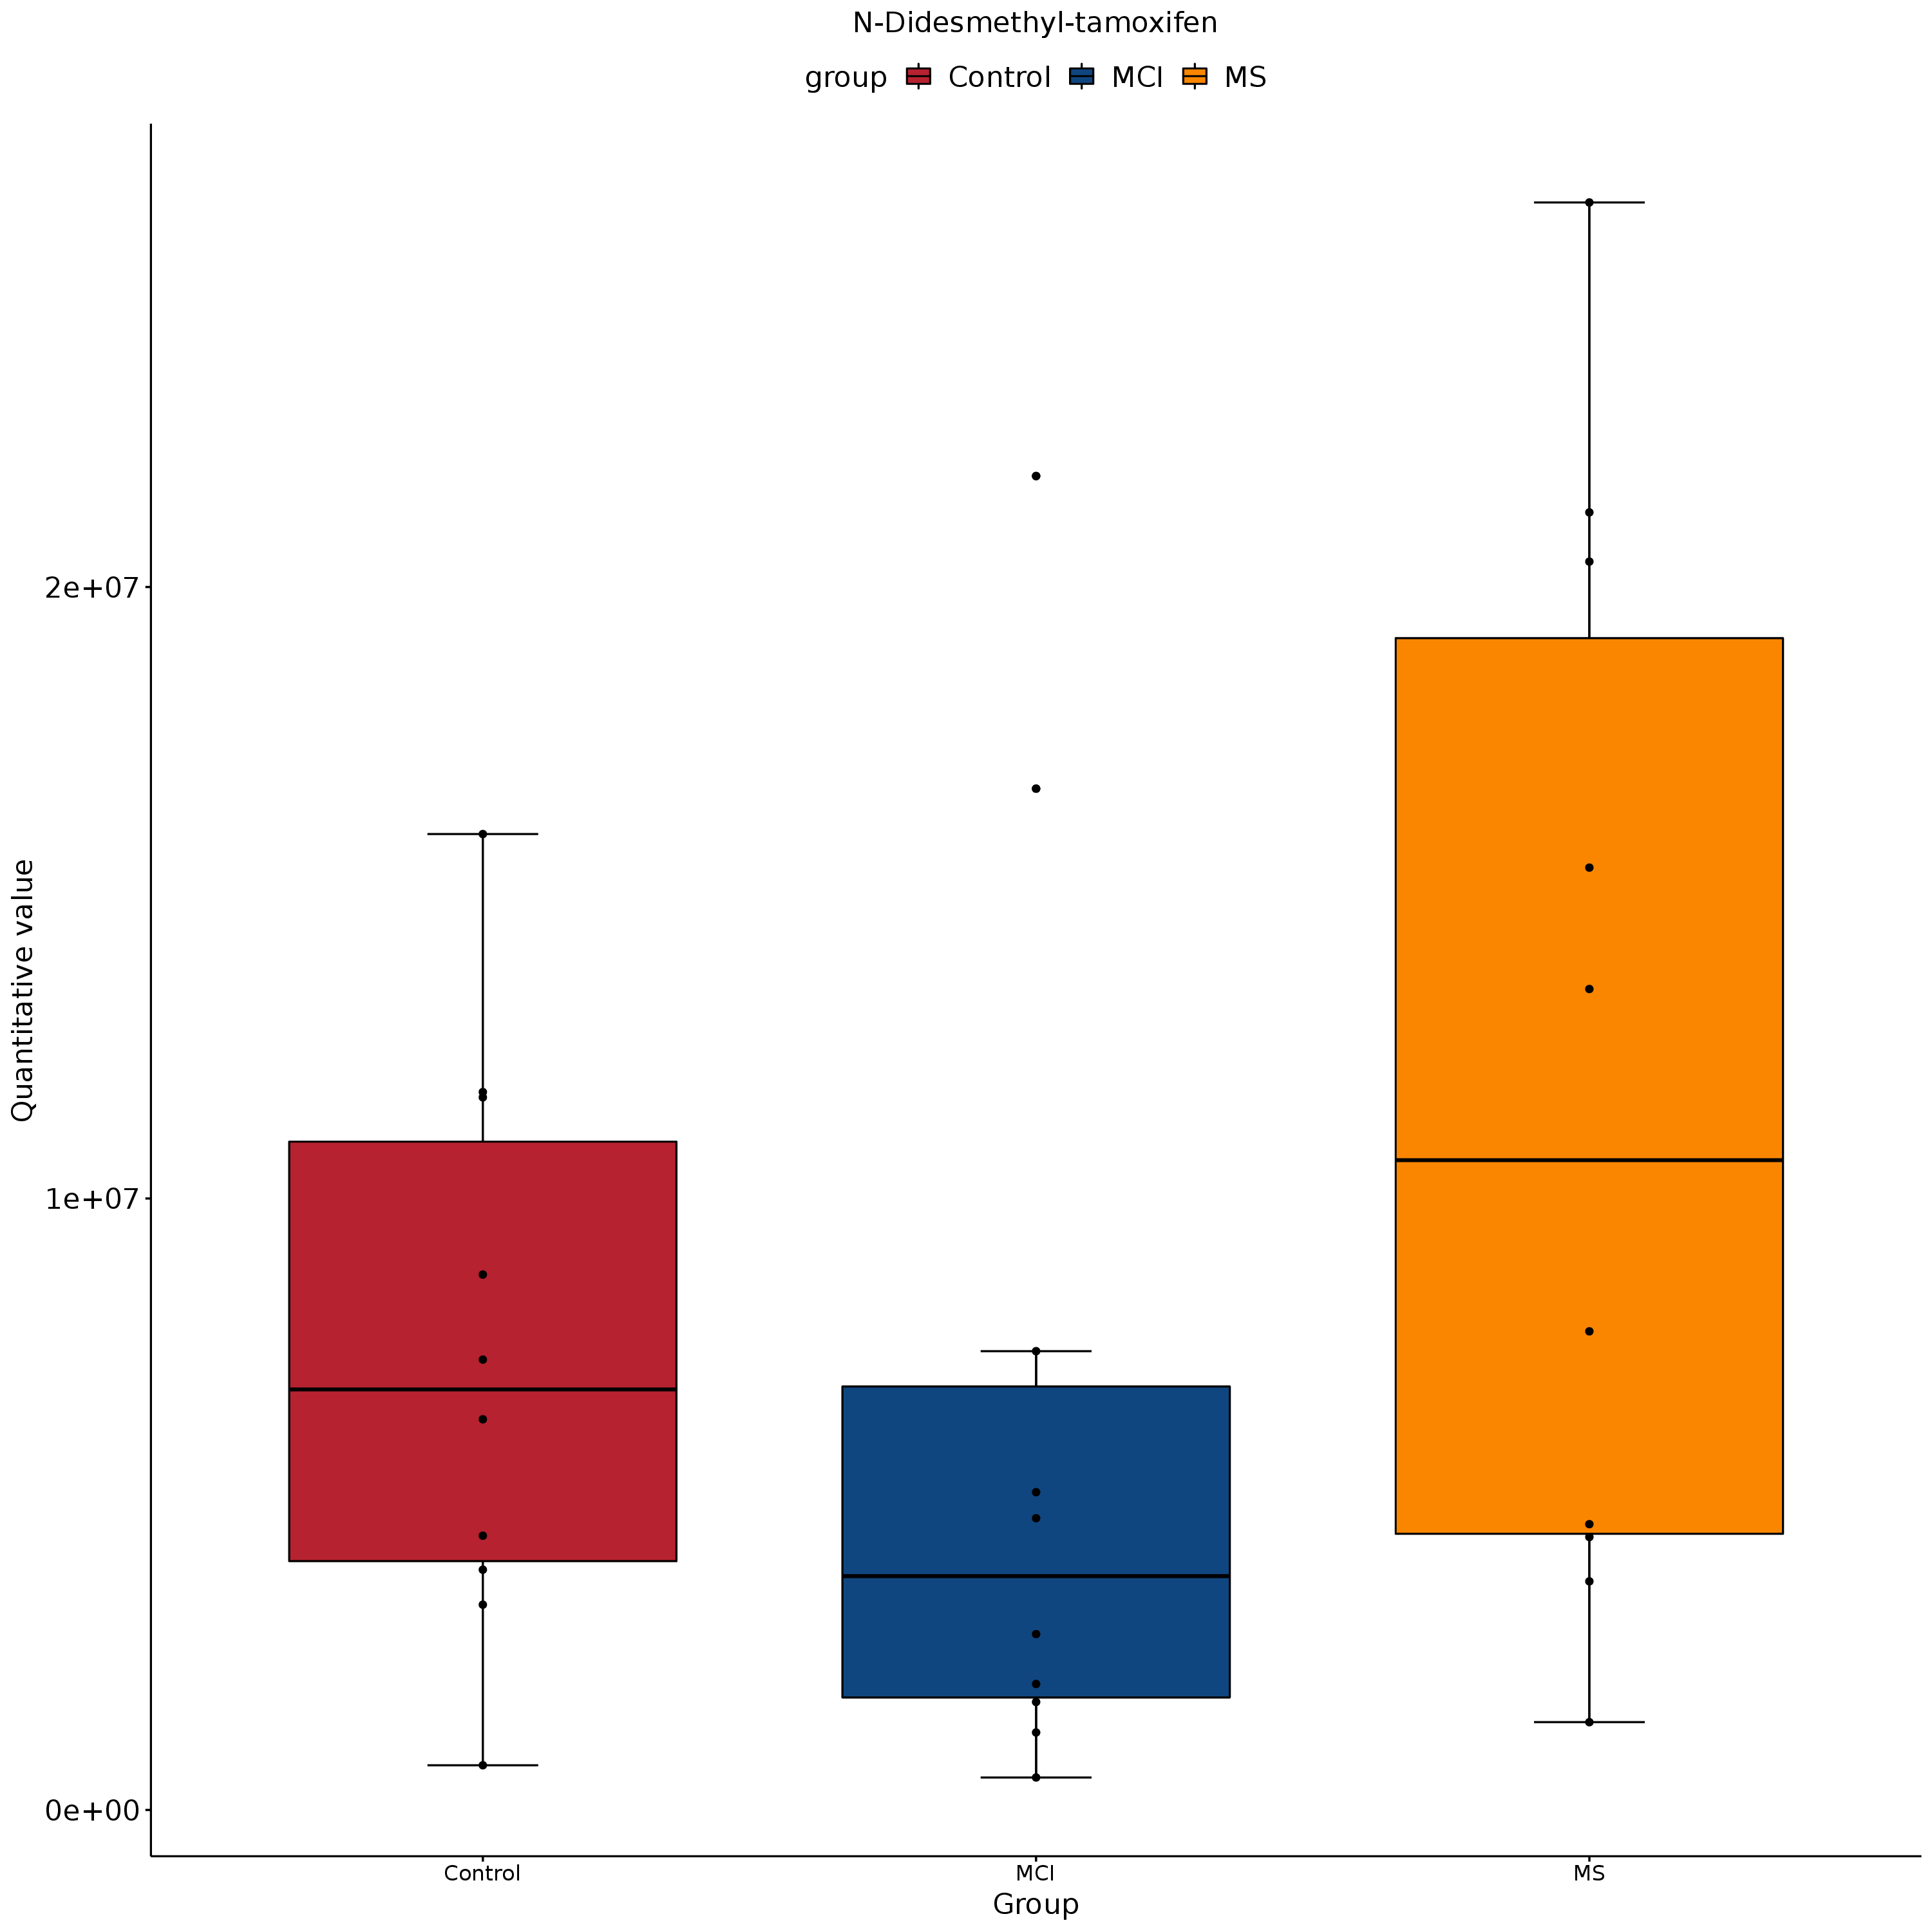 N-Didesmethyl-tamoxifen
group Control MCI MS
Quantitative value
2e+07
1e+07
0e+00
Control MCI MS
Group